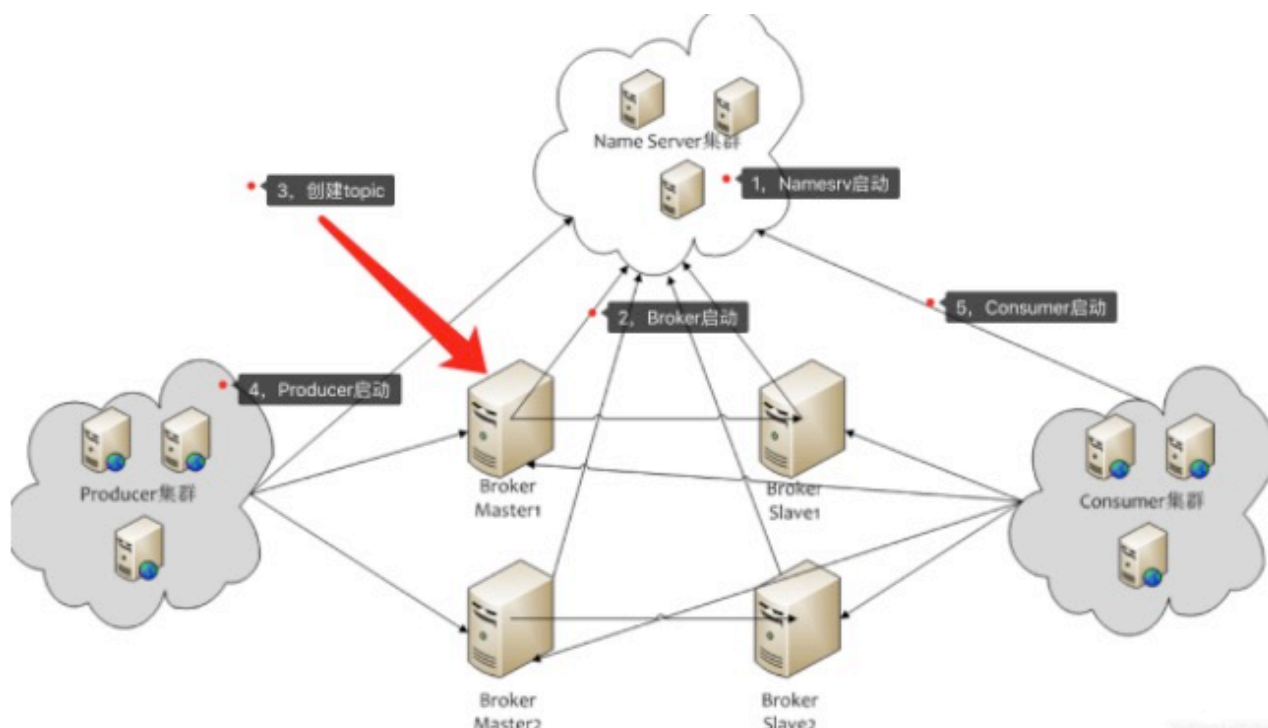 Name Server集群
1，Namesrv启动
3，创建topic
2，Broker启动
5，Consumer启动
4，Producer启动
Producer集群
Broker
Master1
Broker
Slave1
Consumer集群
Broker
Master2
Broker
Slave2